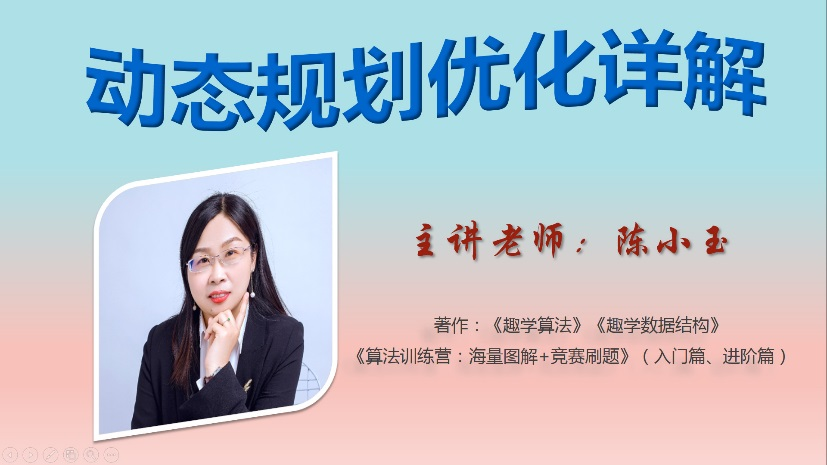 动态规划优化详解
主讲老师：陈小玉
著作：《趣学算法》《趣学数据结构》
《算法训练营：海量图解+竞赛刷题》（入门篇、进阶篇）